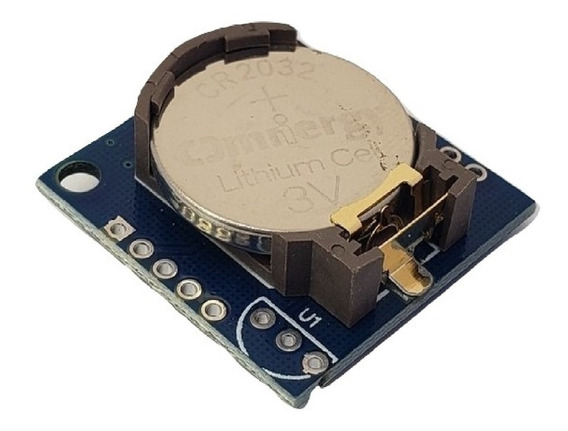 CR2032
+
Omnergy
Lithium Cell
3V
U1